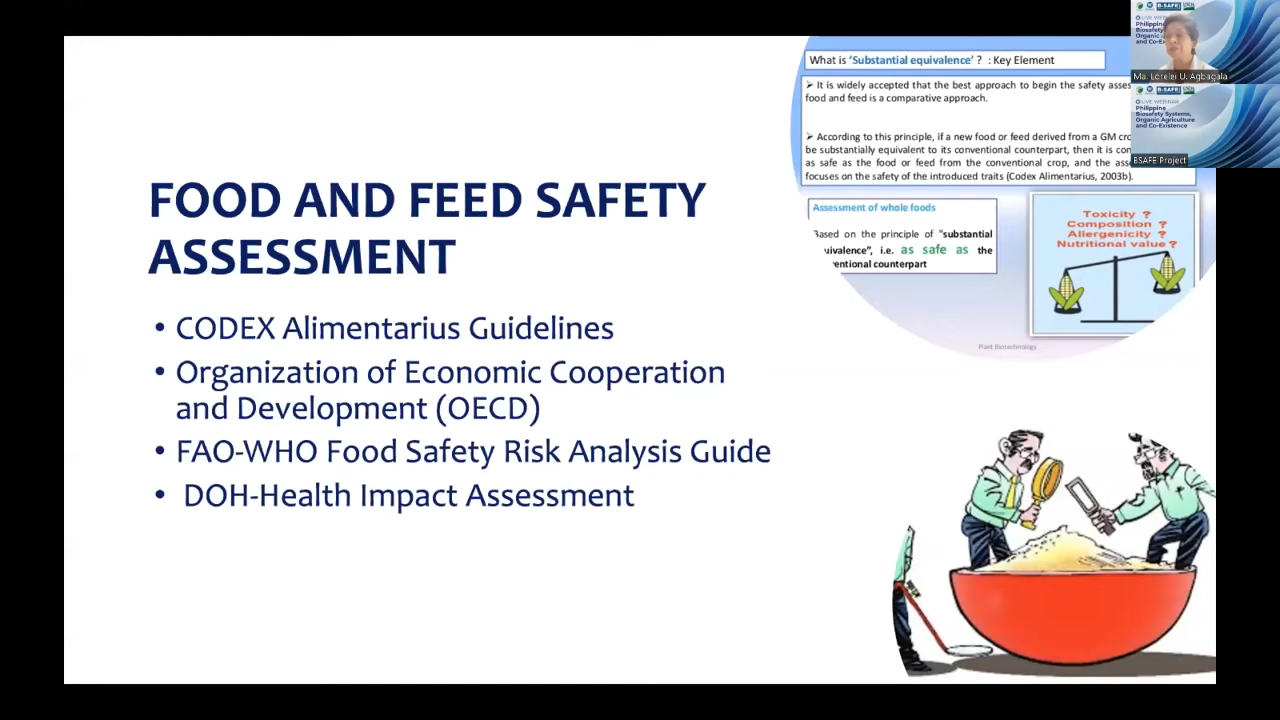 FOOD AND FEED SAFETY
ASSESSMENT
• CODEX Alimentarius Guidelines
• Organization of Economic Cooperation
and Development (OECD)
• FAO-WHO Food Safety Risk Analysis Guide
• DOH-Health Impact Assessment
What is ‘Substantial equivalence’ ? : Key Element
➢ It is widely accepted that the best approach to begin the safety
food and feed is a comparative approach.
➢ According to this principle, if a new food or feed derived from a GM
be substantially equivalent to its conventional counterpart, then it is
as safe as the food or feed from the conventional crop, and the
focuses on the safety of the introduced traits (Codex Alimentarius, 2003b).
Assessment of whole foods
Based on the principle of "substantial
i.e. as safe as the
counterpart
Toxicity ?
Composition ?
Allergenicity ?
Nutritional value ?
Plant Biotechnology
B-SAFE
LIVE WEBINAR
Philippine
Ma. Lorelei U. Agbagala
B-SAFE
LIVE WEBINAR
Philippine
Biosafety Systems,
Organic Agriculture
and Co-Existence
BSAFE Project